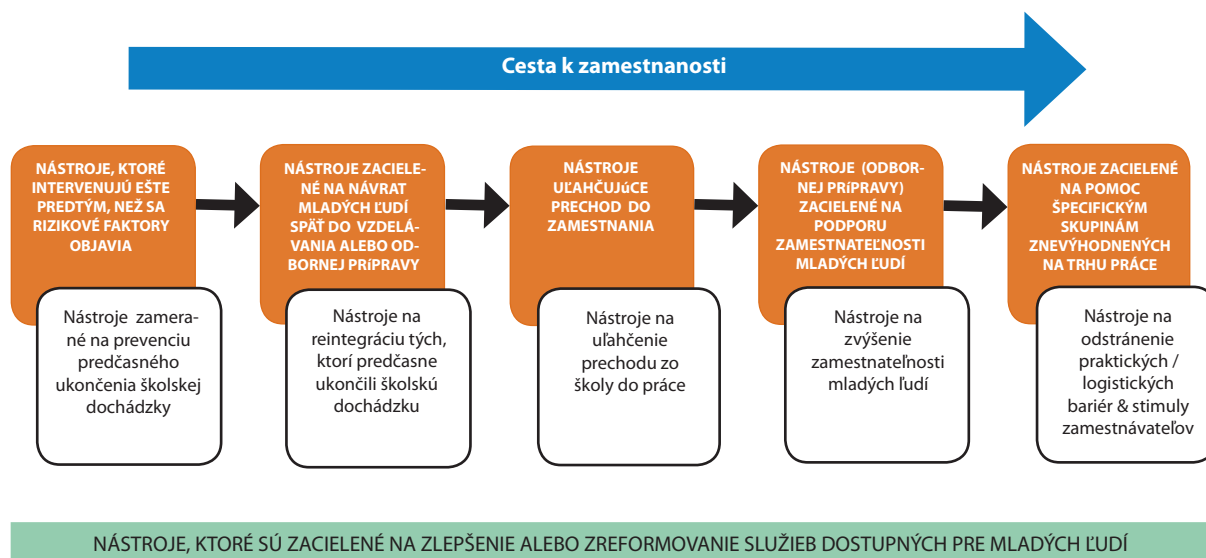 Cesta k zamestnanosti
NÁSTROJE, KTORÉ
INTERVENUJÚ EŠTE
PREDTÝM, NEŽ SA
RIZIKOVÉ FAKTORY
OBJAVIA
Nástroje zamera-
né na prevenciu
predčasného
ukončenia školskej
dochádzky
NÁSTROJE ZACIELE-
NÉ NA NÁVRAT
MLADÝCH ĽUDÍ
SPÄŤ DO VZDELÁ-
VANIA ALEBO OD-
BORNEJ PRíPRAVY
Nástroje na
reintegráciu tých,
ktorí predčasne
ukončili školskú
dochádzku
NÁSTROJE
UĽAHČUJúCE
PRECHOD DO
ZAMESTNANIA
Nástroje na
uľahčenie
prechodu zo
školy do práce
NÁSTROJE (ODBOR-
NEJ PRíPRAVY)
ZACIELENÉ NA
PODPORU
ZAMESTNATEĽNOSTI
MLADÝCH ĽUDÍ
Nástroje na
zvýšenie
zamestnateľnosti
mladých ľudí
NÁSTROJE ZACIELENÉ
NA POMOC
ŠPECIFICKÝM
SKUPINÁM
ZNEVÝHODNENÝCH
NA TRHU PRÁCE
Nástroje na
odstránenie
praktických /
logistických
bariér & stimuly
zamestnávateľov
NÁSTROJE, KTORÉ SÚ ZACIELENÉ NA ZLEPŠENIE ALEBO ZREFORMOVANIE SLUŽIEB DOSTUPNÝCH PRE MLADÝCH ĽUDÍ